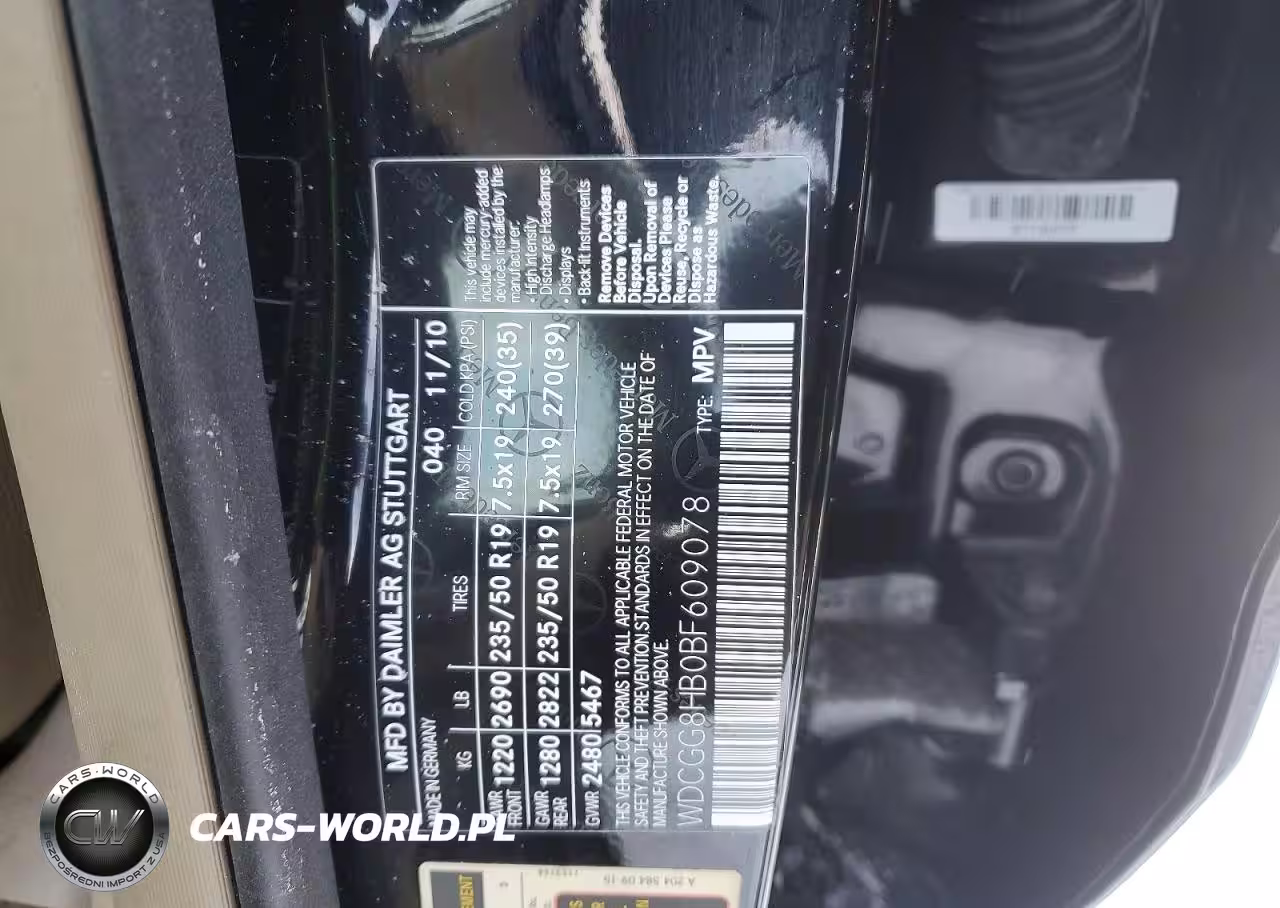 MFD BY DAIMLER AG STUTTGART
MADE IN GERMANY 040 11/10
KG LB TIRES RIM SIZE COLD KPA (PSI)
GAWR FRONT 1220 2690 235/50 R19 7.5x19 240(35)
GAWR REAR 1280 2822 235/50 R19 7.5x19 270(39)
GVWR 2480 5467
THIS VEHICLE CONFORMS TO ALL APPLICABLE FEDERAL MOTOR VEHICLE
SAFETY AND THEFT PREVENTION STANDARDS IN EFFECT ON THE DATE OF
MANUFACTURE SHOWN ABOVE.
WDCGG8HB0BF609078 TYPE: MPV
This vehicle may
include mercury-added
devices installed by the
manufacturer:
• High Intensity
Discharge Headlamps
• Displays
• Back-lit Instruments
Remove Devices
Before Vehicle
Disposal.
Upon Removal of
Devices Please
Reuse, Recycle or
Dispose as
Hazardous Waste.
A 204 584 09 15
CARS-WORLD
CW
BEZPOŚREDNI IMPORT Z USA
CARS-WORLD.PL